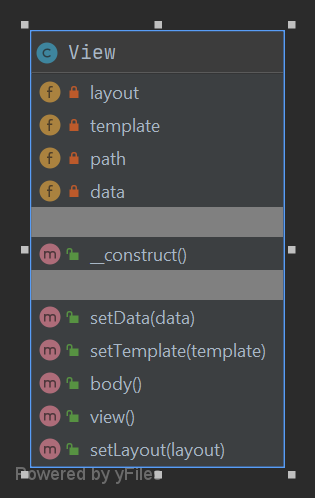 C View
f layout
f template
f path
f data
m __construct()
m setData(data)
m setTemplate(template)
m body()
m view()
m setLayout(layout)
Powered by yFiles